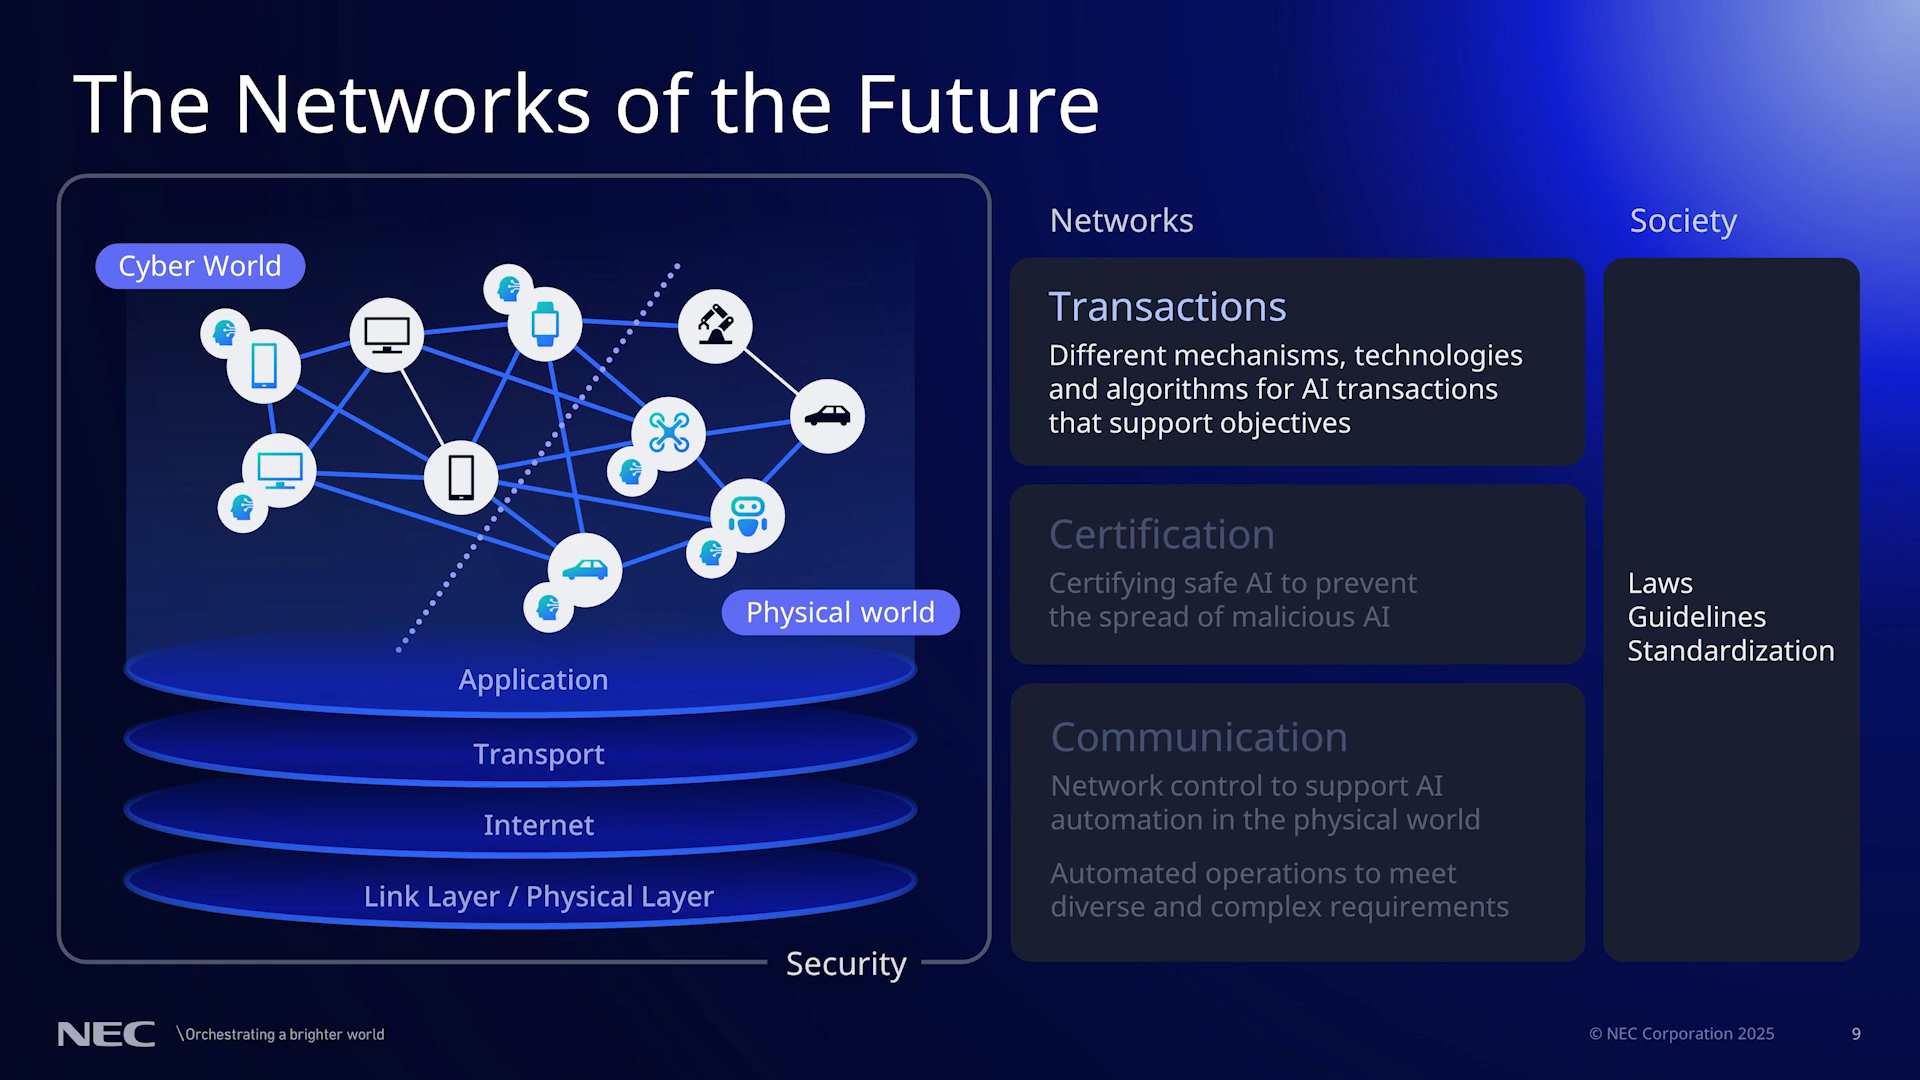 The Networks of the Future
Cyber World
Physical world
Application
Transport
Internet
Link Layer / Physical Layer
Security
Networks
Transactions
Different mechanisms, technologies
and algorithms for AI transactions
that support objectives
Certification
Certifying safe AI to prevent
the spread of malicious AI
Communication
Network control to support AI
automation in the physical world
Automated operations to meet
diverse and complex requirements
Society
Laws
Guidelines
Standardization
NEC \Orchestrating a brighter world
© NEC Corporation 2025
9